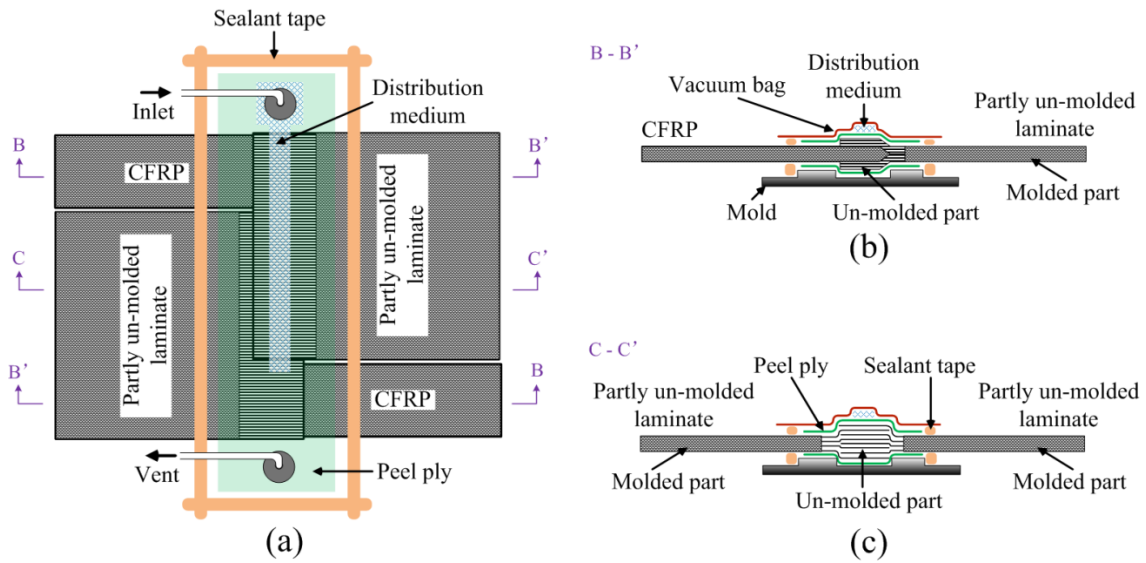 Sealant tape
Inlet
Distribution
medium
B
B'
CFRP
Partly un-molded
laminate
C
C'
Partly un-molded
laminate
B'
B
CFRP
Vent
Peel ply
(a)
B - B'
Distribution
medium
Vacuum bag
Partly un-molded
laminate
CFRP
Mold
Un-molded part
Molded part
(b)
C - C'
Peel ply
Sealant tape
Partly un-molded
laminate
Partly un-molded
laminate
Molded part
Un-molded part
Molded part
(c)